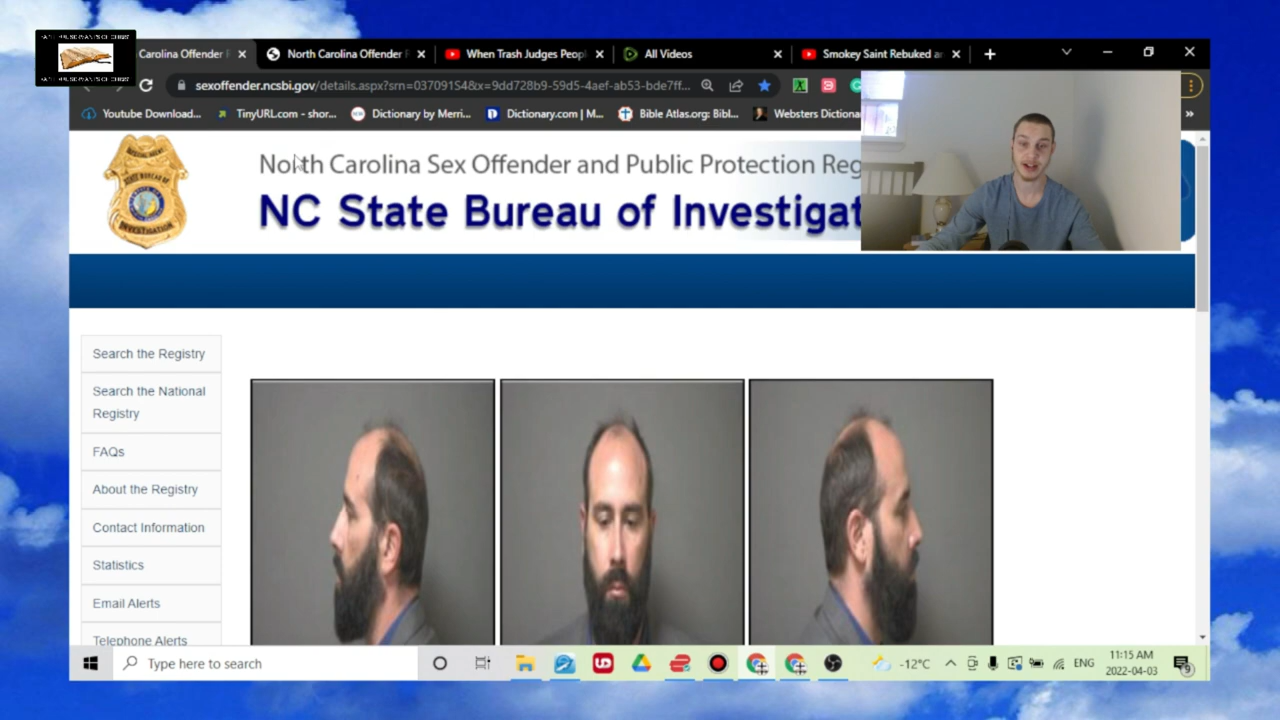 Carolina Offender
North Carolina Offender
When Trash Judges Peopl
All Videos
Smokey Saint Rebuked a
sexoffender.ncsbi.gov/details.aspx?srn=037091S4&x=9dd728b9-59d5-4aef-ab53-bde7ff...
Youtube Download...
TinyURL.com - shor...
Dictionary by Merri...
Dictionary.com | M...
Bible Atlas.org: Bibl...
Websters Dictiona
»
North Carolina Sex Offender and Public Protection Reg
NC State Bureau of Investigat
Search the Registry
Search the National
Registry
FAQs
About the Registry
Contact Information
Statistics
Email Alerts
Telephone Alerts
Type here to search
-12°C
ENG
11:15 AM
2022-04-03